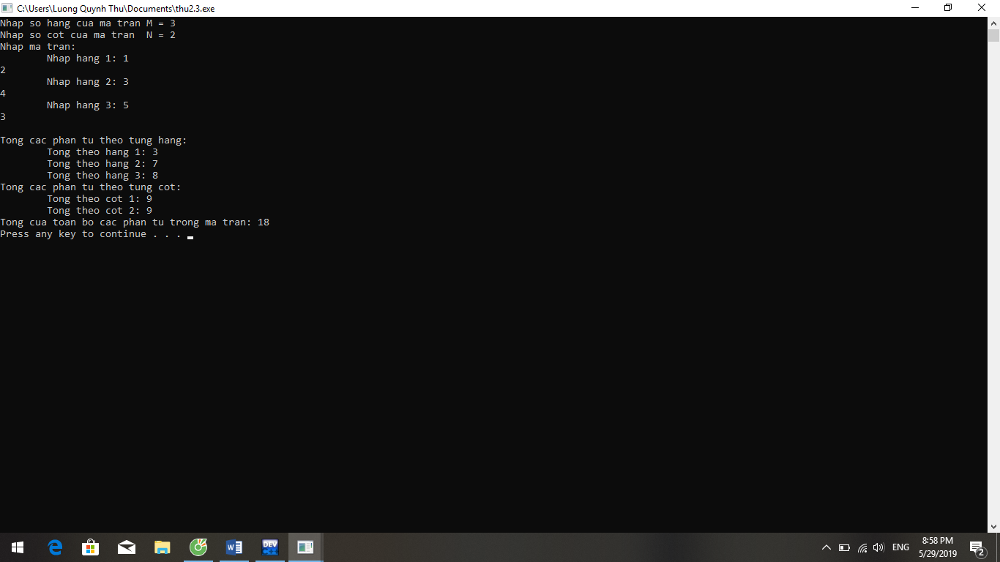 C:\Users\Luong Quynh Thu\Documents\thu2.3.exe
Nhap so hang cua ma tran M = 3
Nhap so cot cua ma tran  N = 2
Nhap ma tran:
        Nhap hang 1: 1
2
        Nhap hang 2: 3
4
        Nhap hang 3: 5
3
Tong cac phan tu theo tung hang:
        Tong theo hang 1: 3
        Tong theo hang 2: 7
        Tong theo hang 3: 8
Tong cac phan tu theo tung cot:
        Tong theo cot 1: 9
        Tong theo cot 2: 9
Tong cua toan bo cac phan tu trong ma tran: 18
Press any key to continue . . .
DEV
ENG
8:58 PM
5/29/2019
2